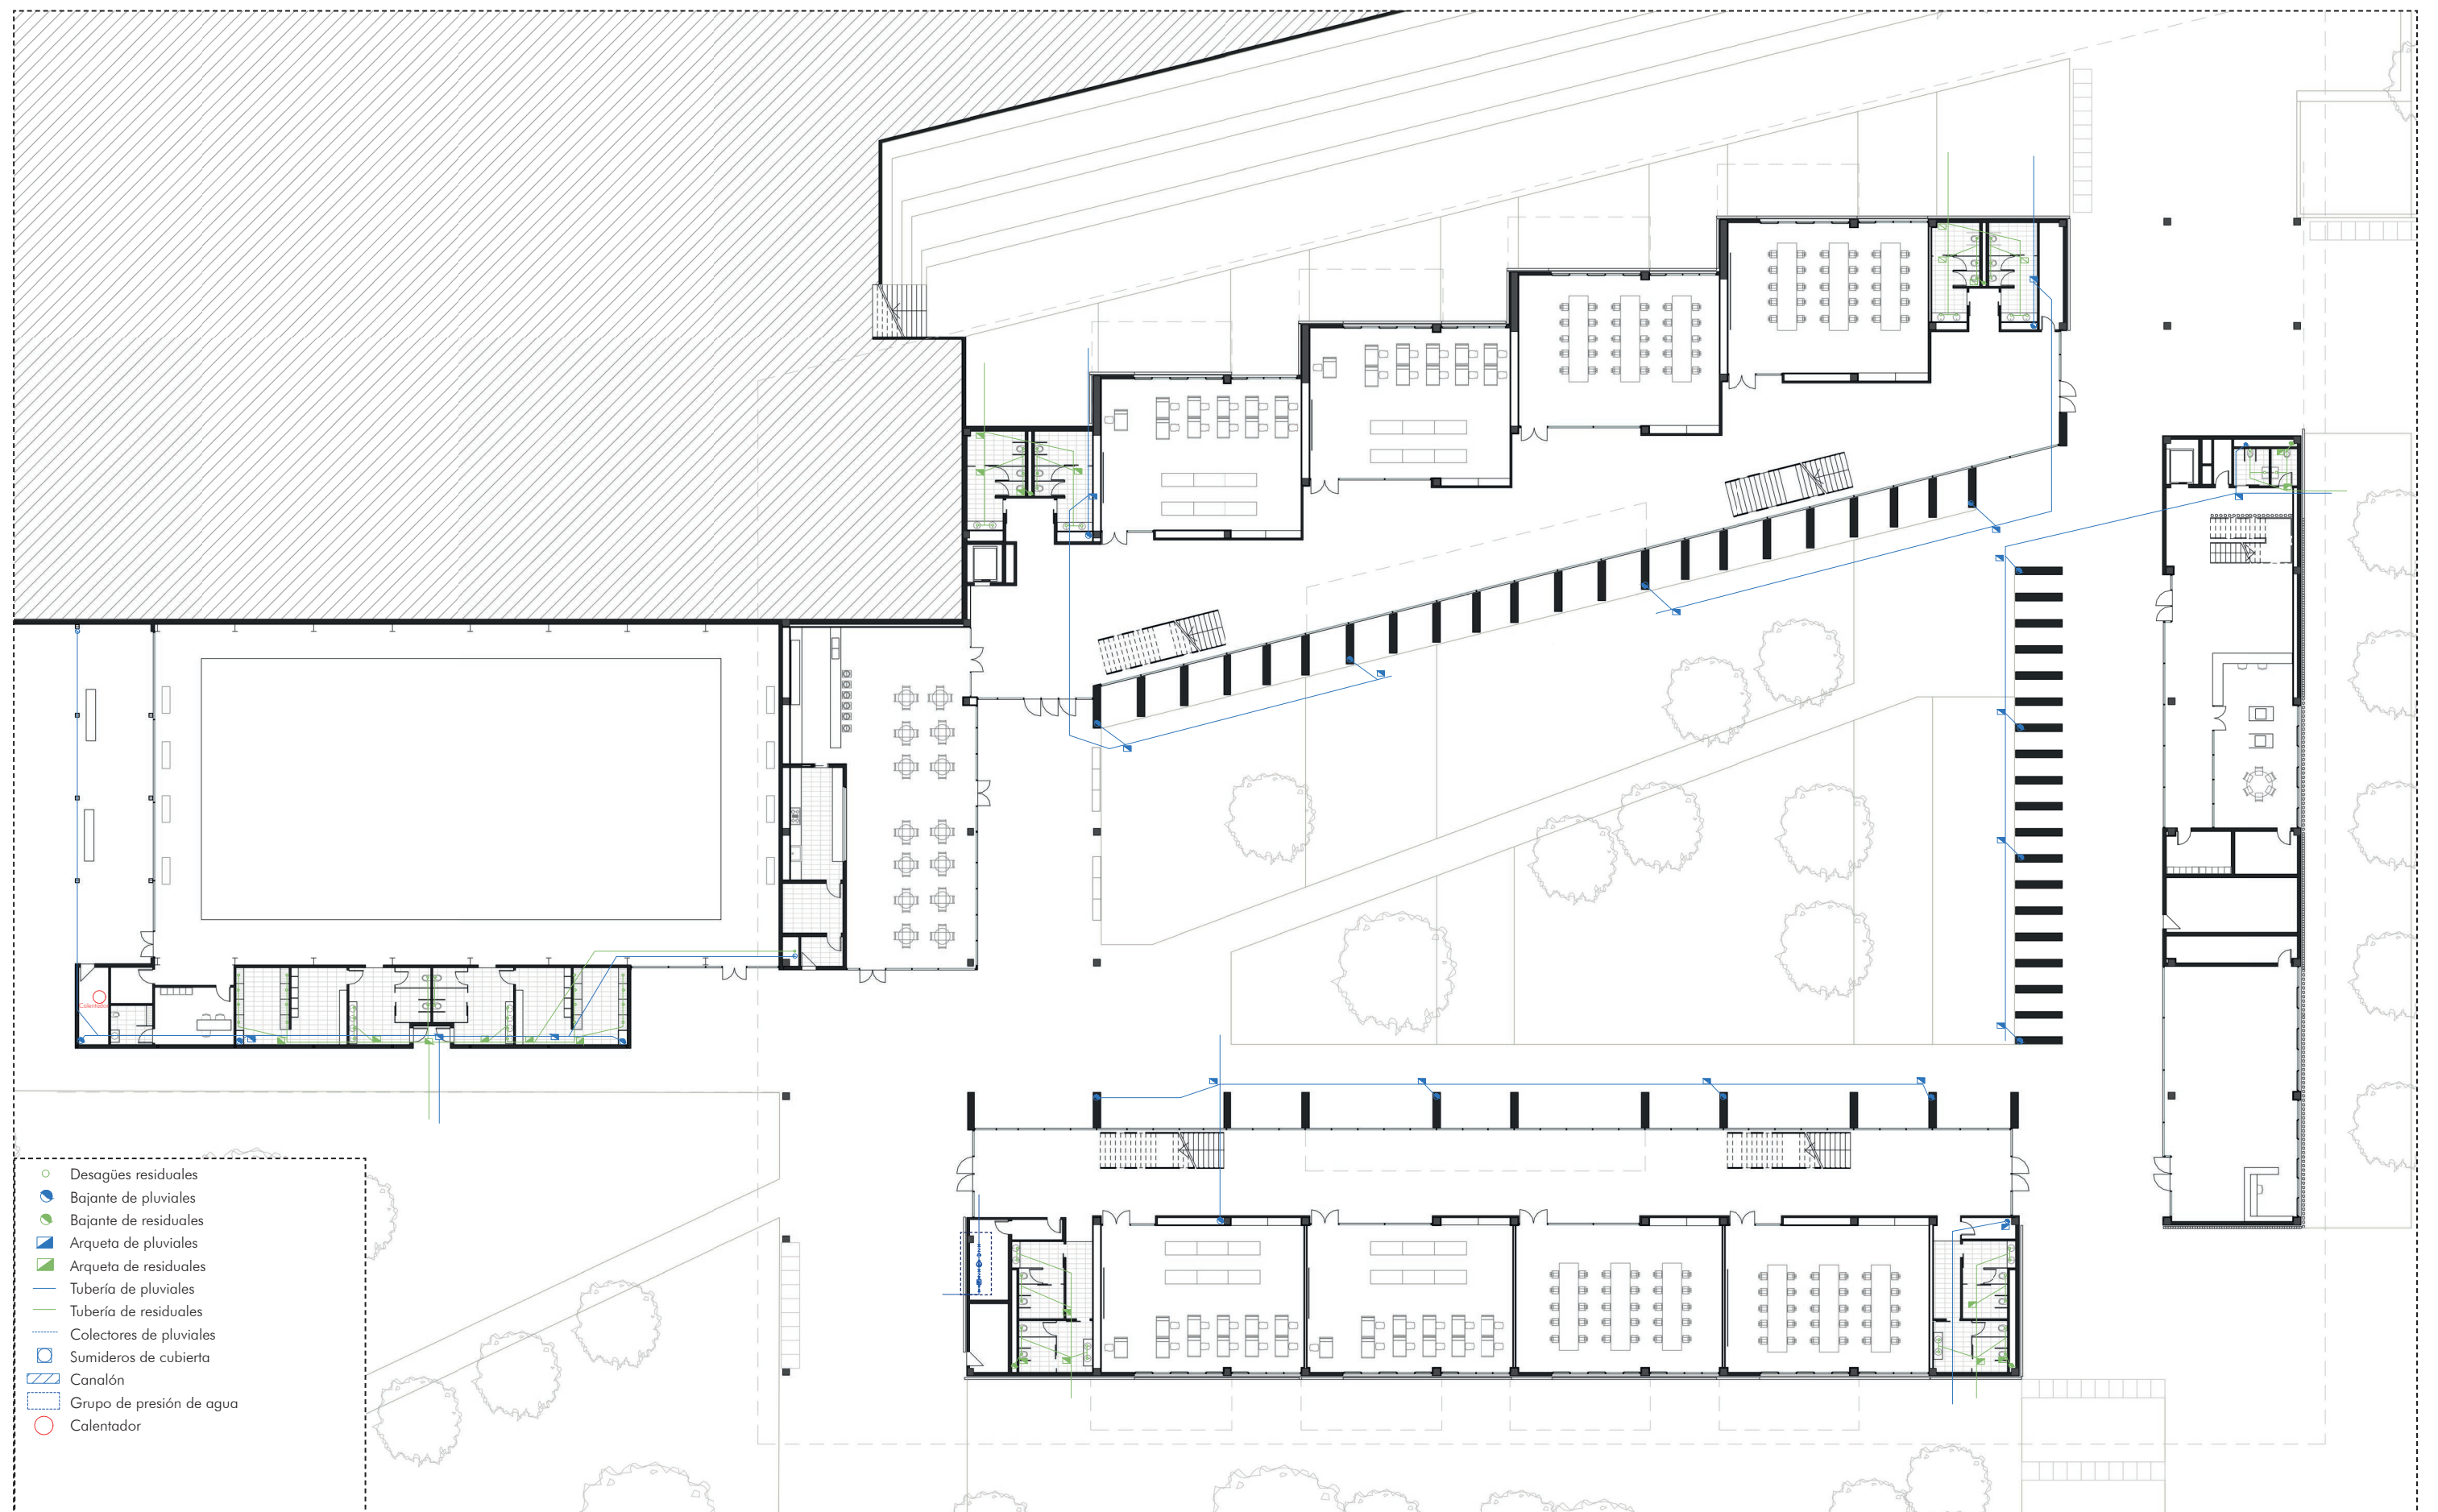 Calentador
Desagües residuales
Bajante de pluviales
Bajante de residuales
Arqueta de pluviales
Arqueta de residuales
Tubería de pluviales
Tubería de residuales
Colectores de pluviales
Sumideros de cubierta
Canalón
Grupo de presión de agua
Calentador